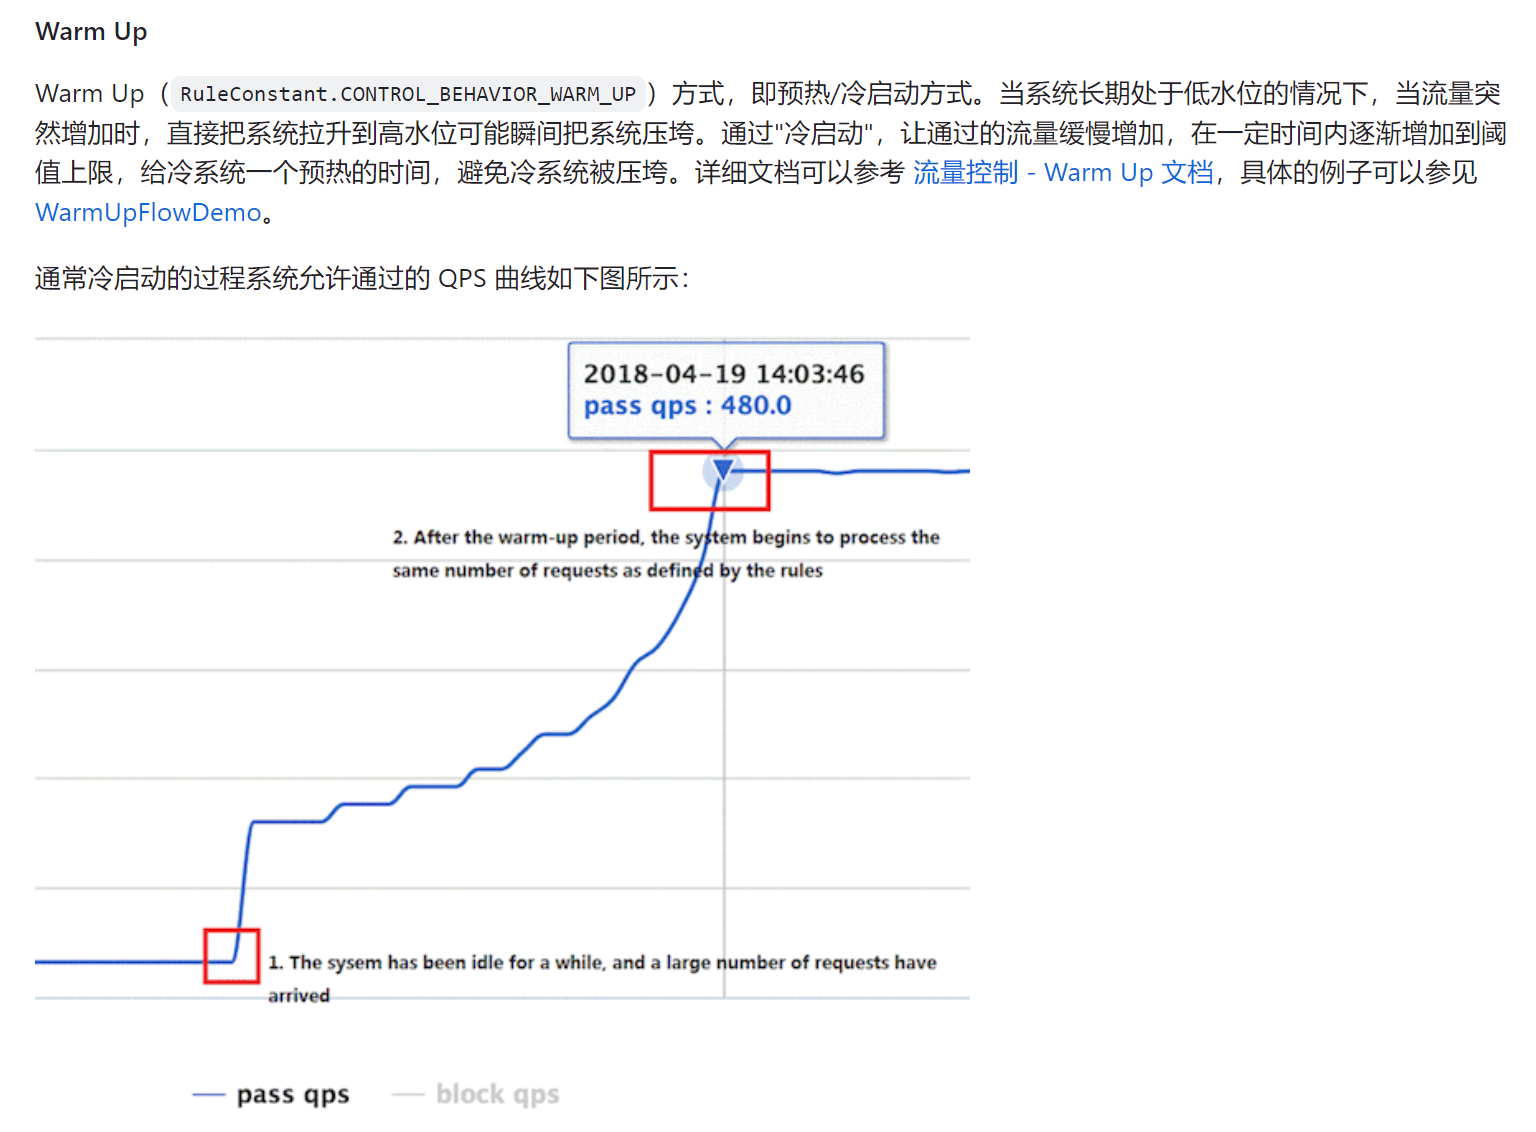 Warm Up
Warm Up（RuleConstant.CONTROL_BEHAVIOR_WARM_UP）方式，即预热/冷启动方式。当系统长期处于低水位的情况下，当流量突
然增加时，直接把系统拉升到高水位可能瞬间把系统压垮。通过"冷启动"，让通过的流量缓慢增加，在一定时间内逐渐增加到阈
值上限，给冷系统一个预热的时间，避免冷系统被压垮。详细文档可以参考 流量控制 - Warm Up 文档，具体的例子可以参见
WarmUpFlowDemo。
通常冷启动的过程系统允许通过的 QPS 曲线如下图所示：
2018-04-19 14:03:46
pass qps : 480.0
2. After the warm-up period, the system begins to process the
same number of requests as defined by the rules
1. The sysem has been idle for a while, and a large number of requests have
arrived
pass qps
block qps